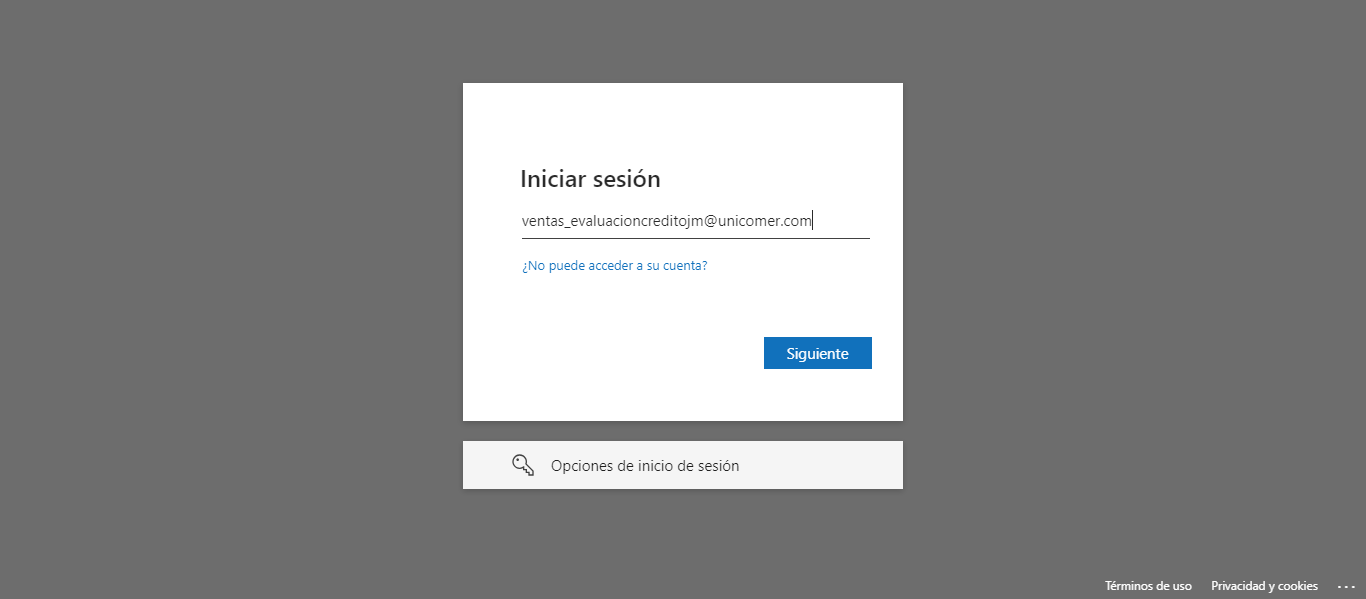 Iniciar sesión
ventas_evaluacioncreditojm@unicomer.com
¿No puede acceder a su cuenta?
Siguiente
Opciones de inicio de sesión
Términos de uso Privacidad y cookies ...